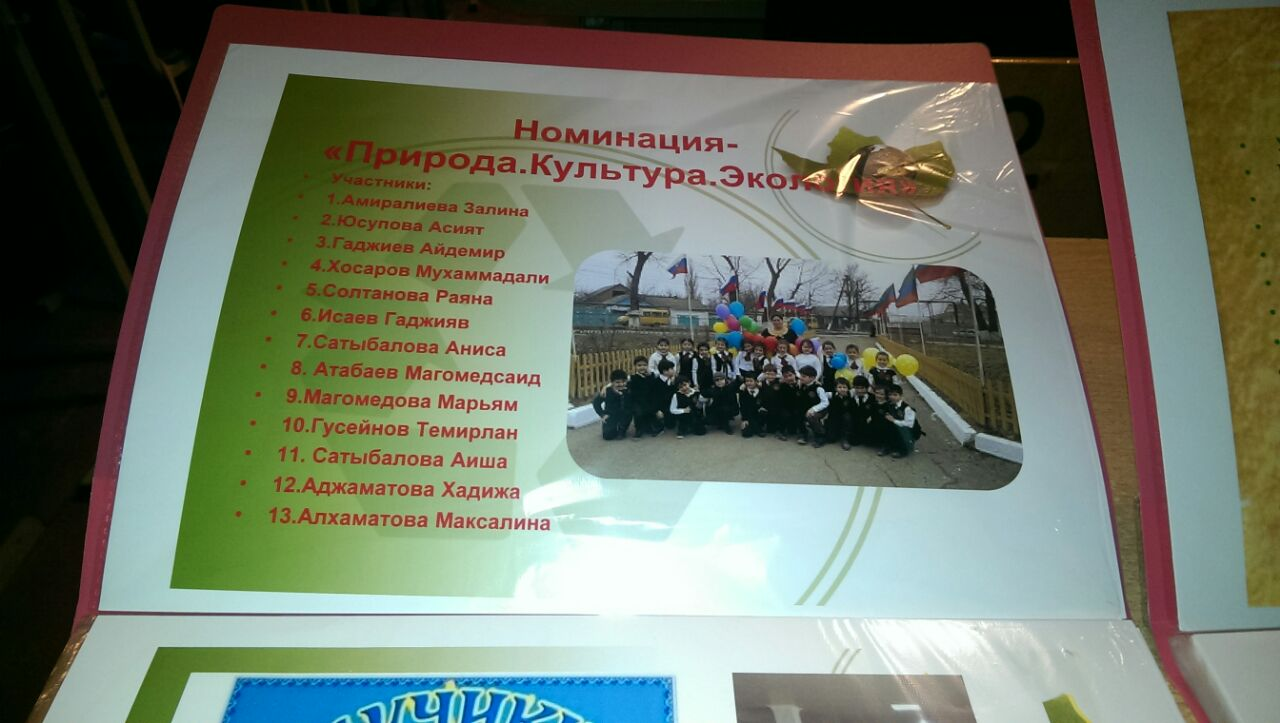 Номинация-
«Природа.Культура.Экология»
Участники:
1.Амиралиева Залина
2.Юсупова Асият
3.Гаджиев Айдемир
4.Хосаров Мухаммадали
5.Солтанова Раяна
6.Исаев Гаджияв
7.Сатыбалова Аниса
8. Атабаев Магомедсаид
9.Магомедова Марьям
10.Гусейнов Темирлан
11. Сатыбалова Аиша
12.Аджаматова Хадижа
13.Алхаматова Максалина